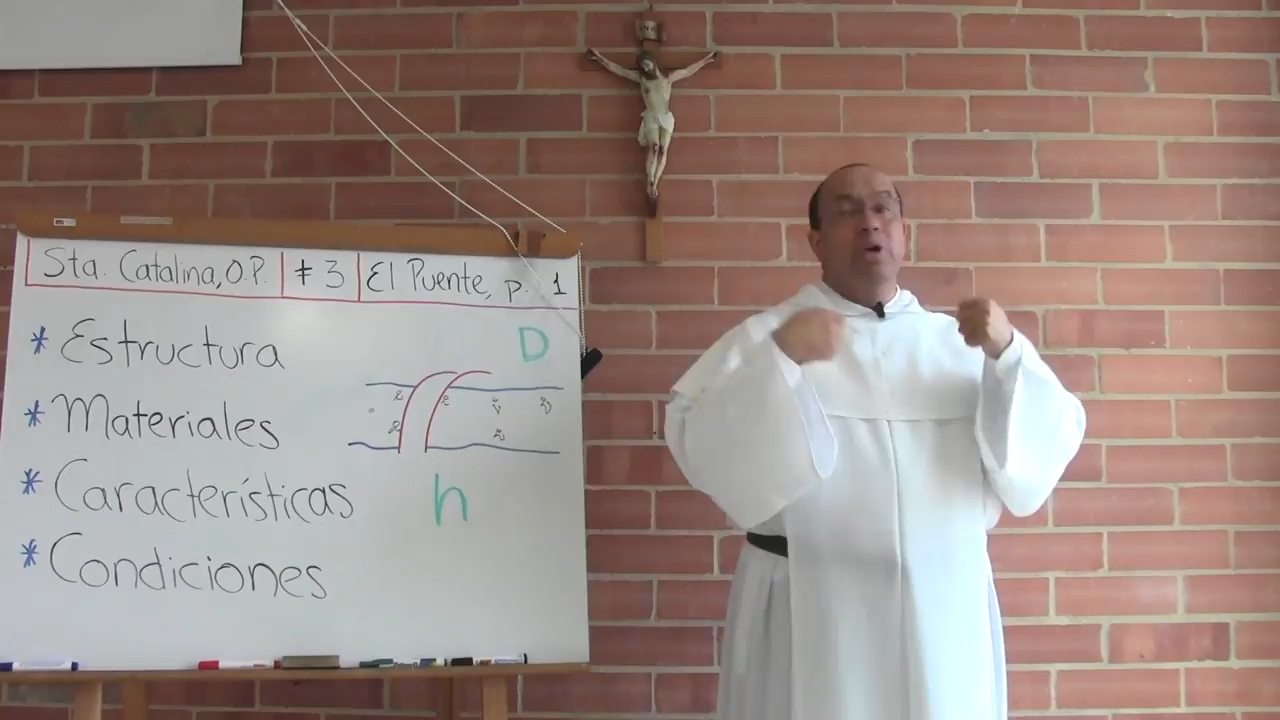 Sta. Catalina, O.P. # 3 El Puente, p. 1
* Estructura
D
* Materiales
* Características
h
* Condiciones